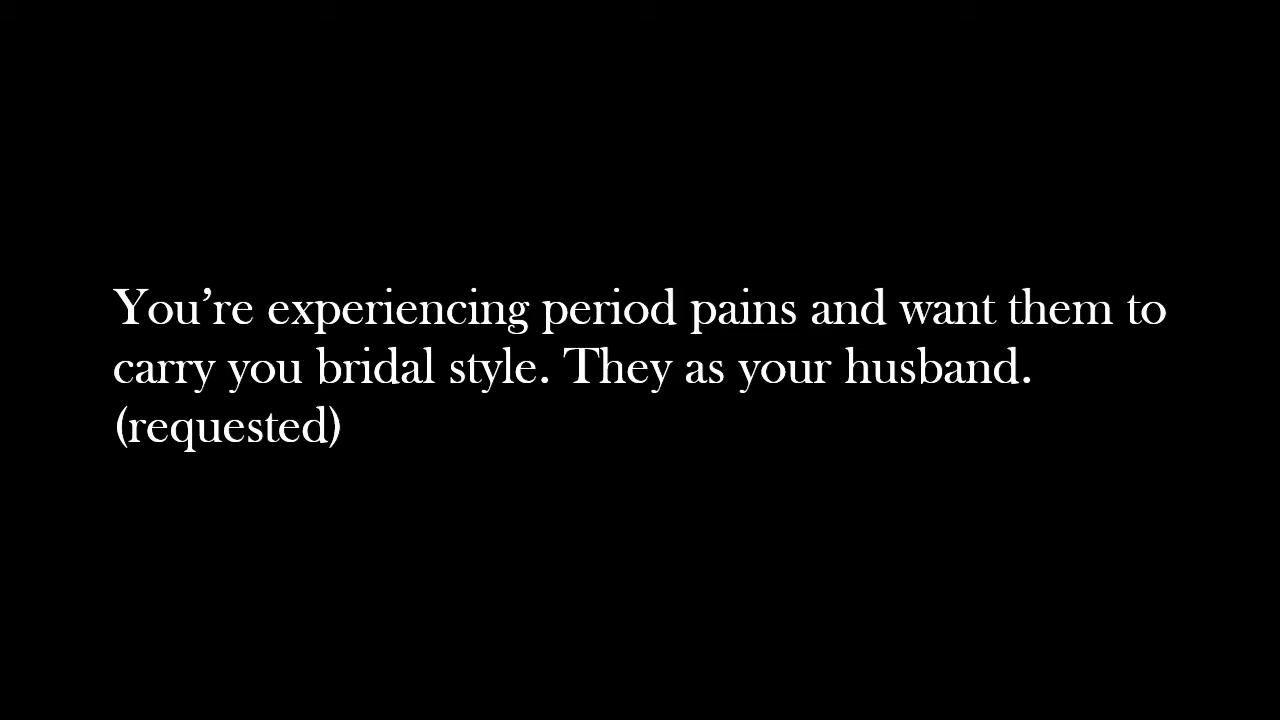 You’re experiencing period pains and want them to
carry you bridal style. They as your husband.
(requested)